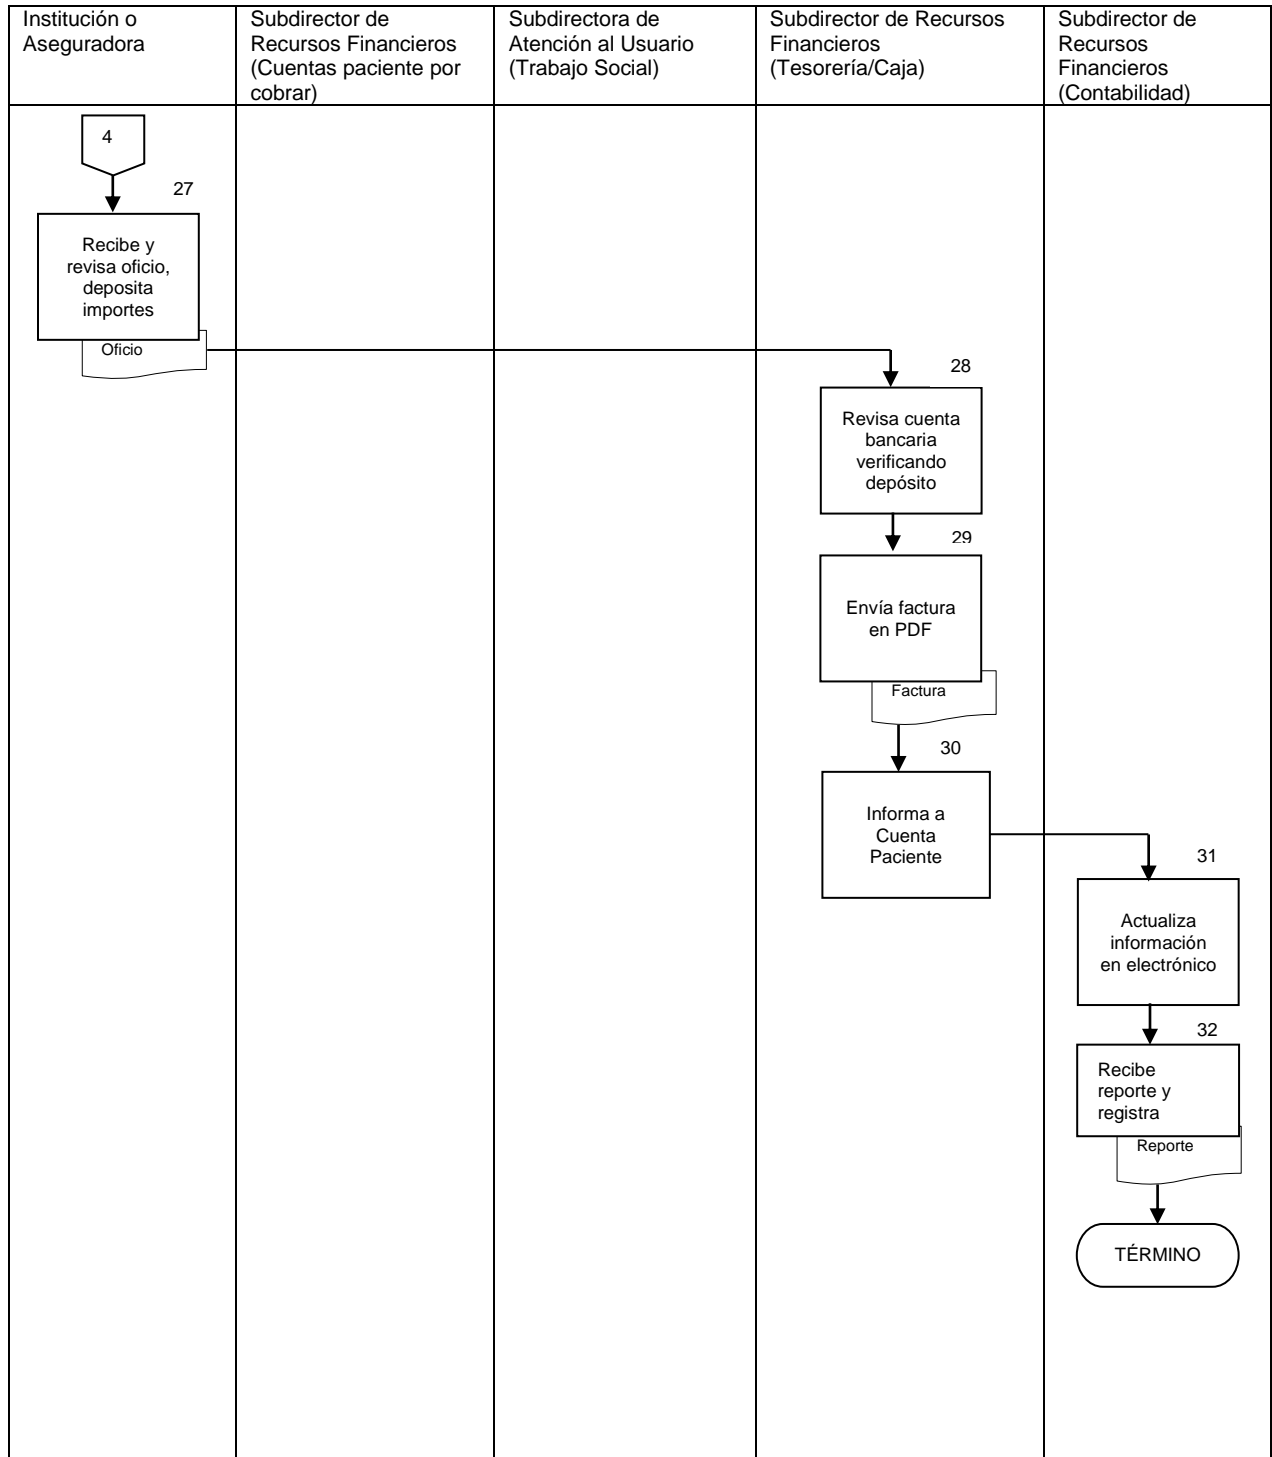 Institución o
Aseguradora
Subdirector de
Recursos Financieros
(Cuentas paciente por
cobrar)
Subdirectora de
Atención al Usuario
(Trabajo Social)
Subdirector de Recursos
Financieros
(Tesorería/Caja)
Subdirector de
Recursos
Financieros
(Contabilidad)
4
27
Recibe y
revisa oficio,
deposita
importes
Oficio
28
Revisa cuenta
bancaria
verificando
depósito
29
Envía factura
en PDF
Factura
30
Informa a
Cuenta
Paciente
31
Actualiza
información
en electrónico
32
Recibe
reporte y
registra
Reporte
TÉRMINO